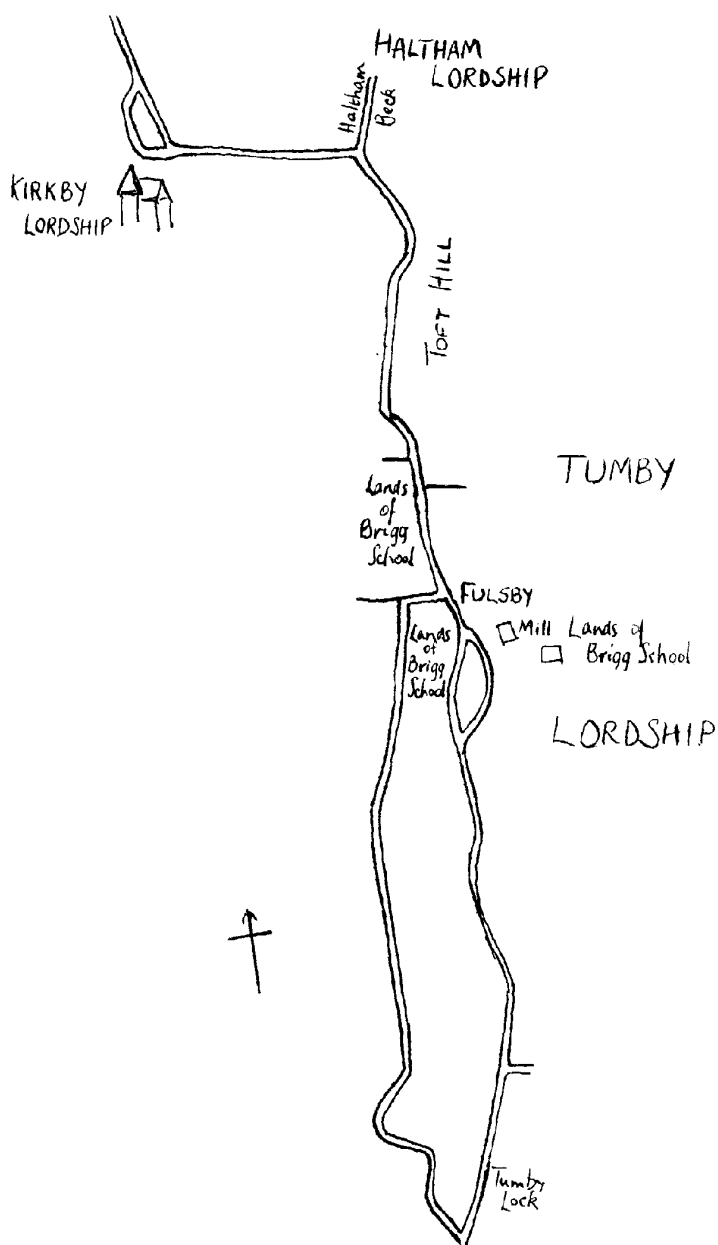 HALTHAM
LORDSHIP
Haltham
Beck
KIRKBY
LORDSHIP
TOFT HILL
TUMBY
Lands
of
Brigg
School
FULSBY
Mill Lands of
Brigg School
Lands
of
Brigg
School
LORDSHIP
Tumby
Lock